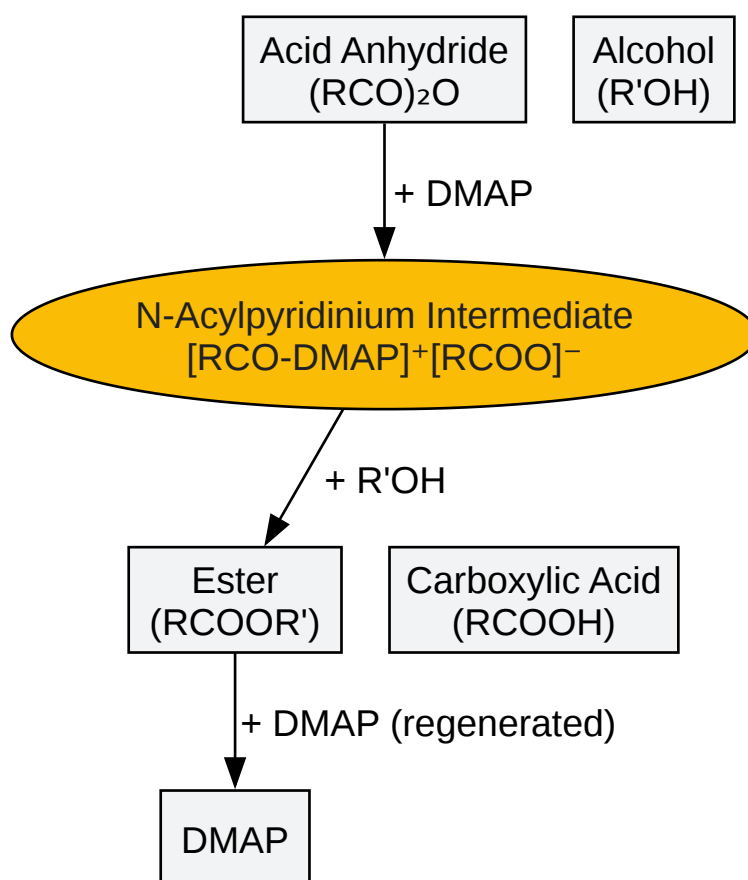 Acid Anhydride
(RCO)₂O
Alcohol
(R'OH)
+ DMAP
N-Acylpyridinium Intermediate
[RCO-DMAP]⁺[RCOO]⁻
+ R'OH
Ester
(RCOOR')
Carboxylic Acid
(RCOOH)
+ DMAP (regenerated)
DMAP